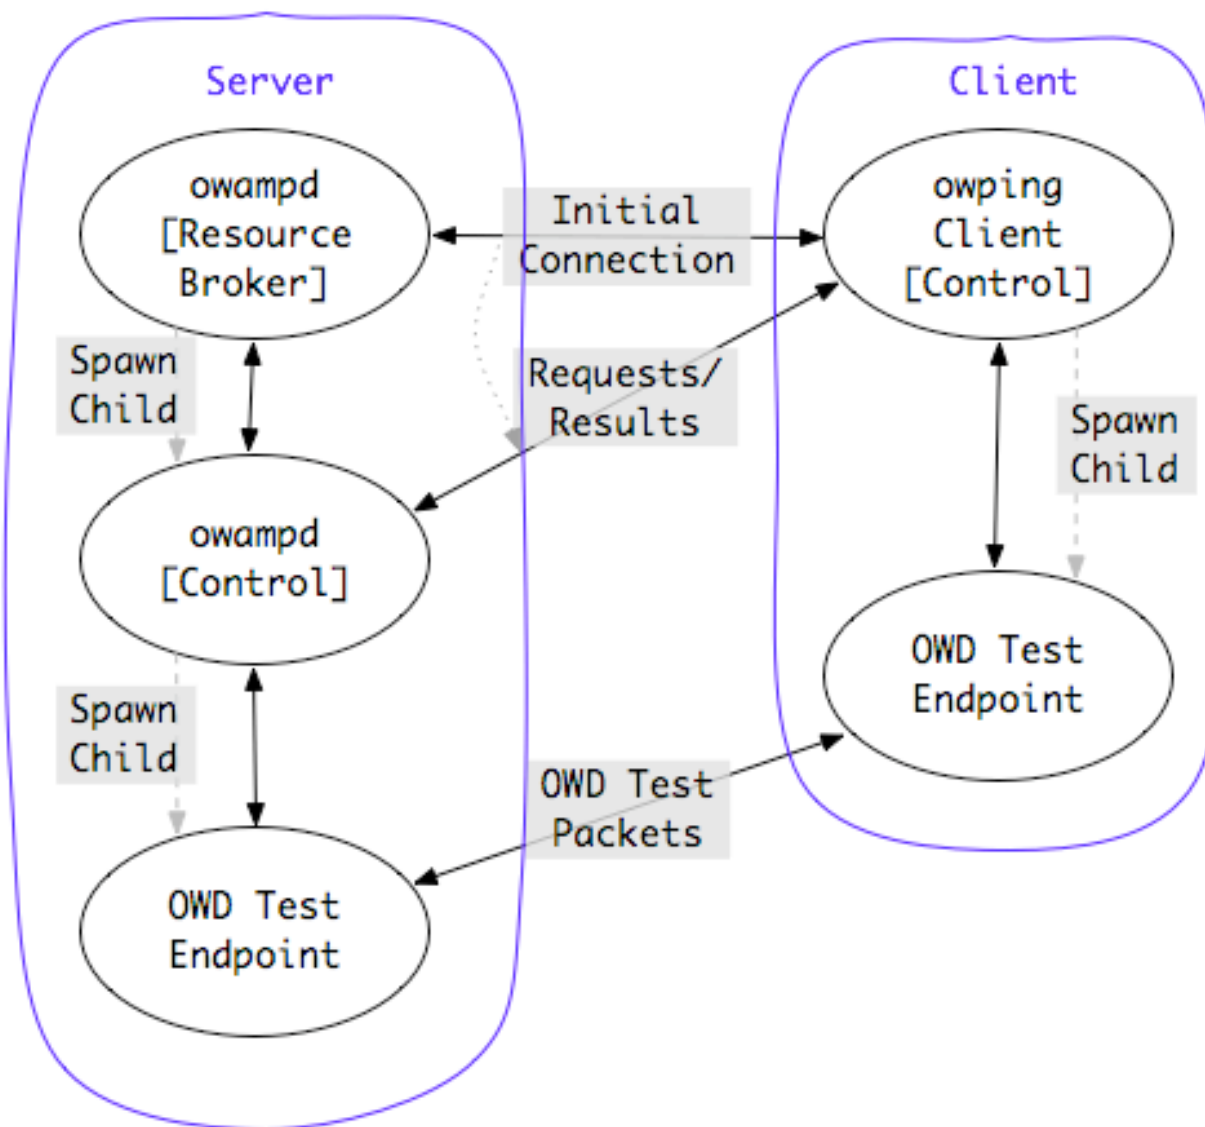 Server
Client
owampd
[Resource
Broker]
Initial
Connection
owping
Client
[Control]
Spawn
Child
Requests/
Results
Spawn
Child
owampd
[Control]
OWD Test
Endpoint
Spawn
Child
OWD Test
Packets
OWD Test
Endpoint